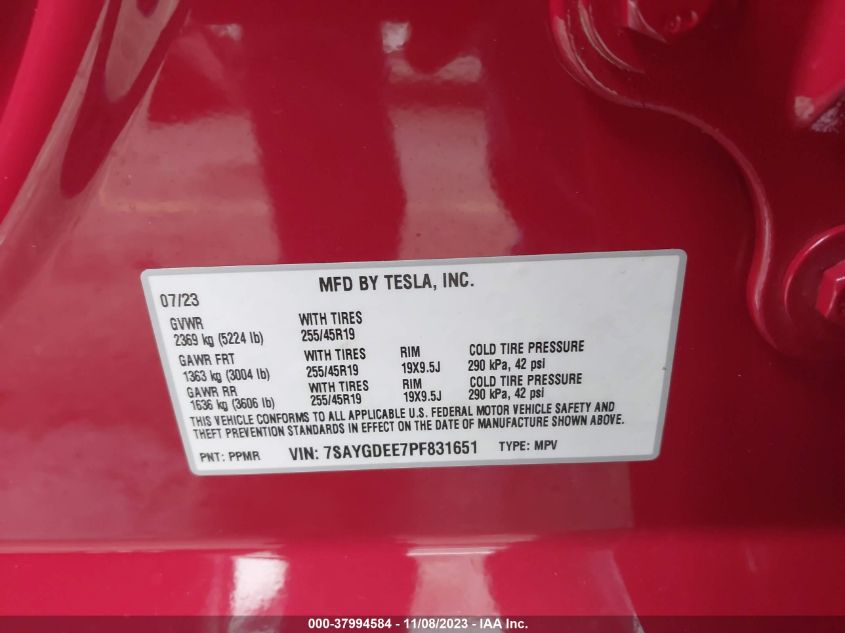 MFD BY TESLA, INC.
07/23
GVWR WITH TIRES
2369 kg (5224 lb) 255/45R19
GAWR FRT WITH TIRES RIM COLD TIRE PRESSURE
1363 kg (3004 lb) 255/45R19 19X9.5J 290 kPa, 42 psi
GAWR RR WITH TIRES RIM COLD TIRE PRESSURE
1636 kg (3606 lb) 255/45R19 19X9.5J 290 kPa, 42 psi
THIS VEHICLE CONFORMS TO ALL APPLICABLE U.S. FEDERAL MOTOR VEHICLE SAFETY AND
THEFT PREVENTION STANDARDS IN EFFECT ON THE DATE OF MANUFACTURE SHOWN ABOVE.
PNT: PPMR VIN: 7SAYGDEE7PF831651 TYPE: MPV
000-37994584 - 11/08/2023 - IAA Inc.